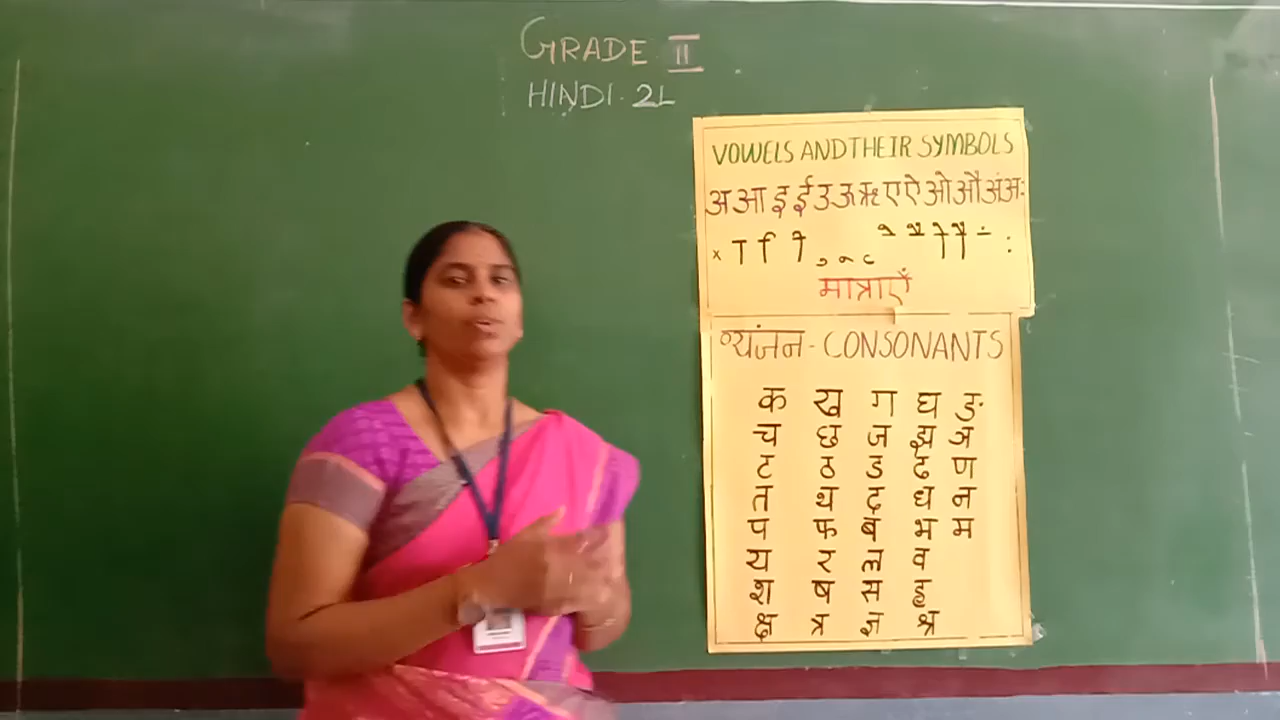 GRADE II
HINDI. 2L
VOWELS AND THEIR SYMBOLS
अ आ इ ई उ ऊ ऋ ए ऐ ओ औ अं अः
× ा ि ी ु ू ृ े ै ो ौ ं ः
मात्राएँ
व्यंजन - CONSONANTS
क ख ग घ ङ
च छ ज झ ञ
ट ठ ड ढ ण
त थ द ध न
प फ ब भ म
य र ल व
श ष स ह
क्ष त्र ज्ञ श्र